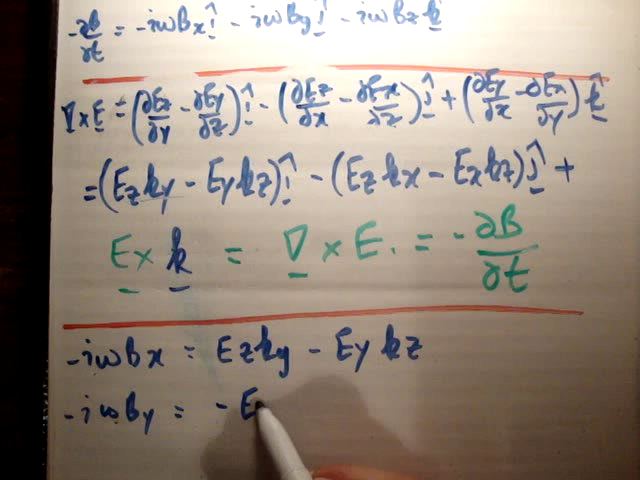 -∂B/∂t = -iωBx î - iωBy ĵ - iωBz k̂
∇×E = (∂Ez/∂y - ∂Ey/∂z) î - (∂Ez/∂x - ∂Ex/∂z) ĵ + (∂Ey/∂x - ∂Ex/∂y) k̂
= (Ez ky - Ey kz) î - (Ez kx - Ex kz) ĵ +
E × k = ∇ × E. = -∂B/∂t
-iωBx = Ez ky - Ey kz
-iωBy = - E